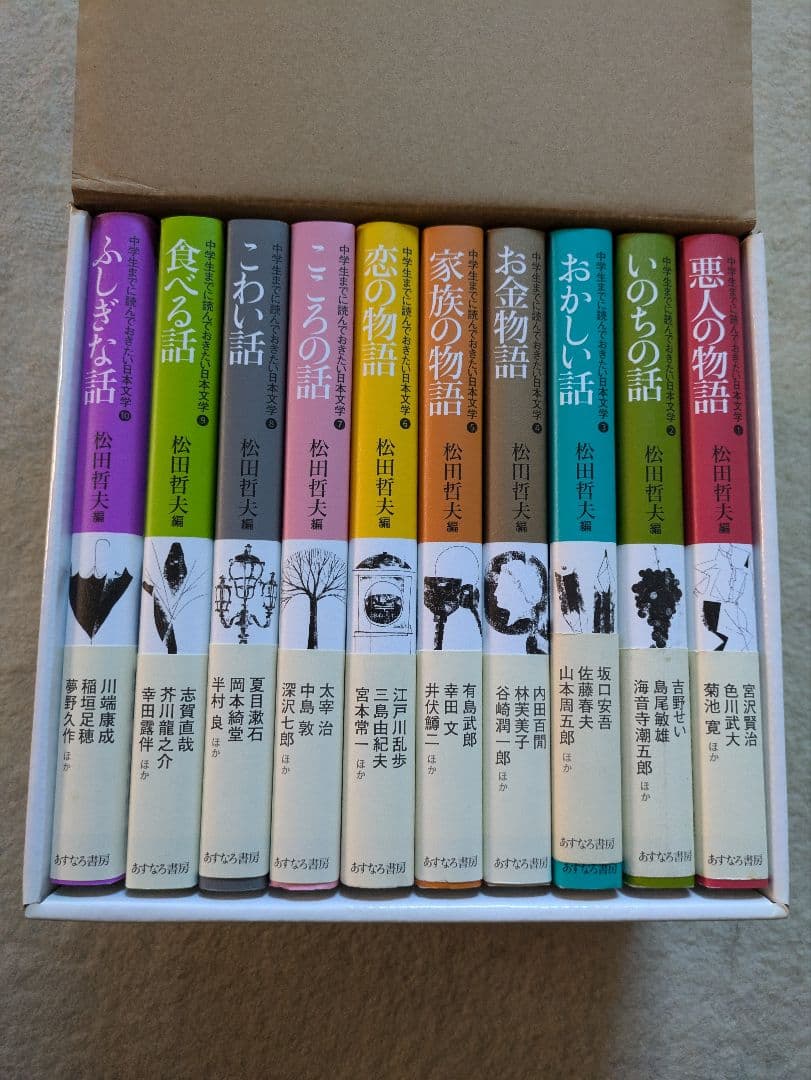 中学生までに読んでおきたい日本文学①
悪人の物語
松田哲夫編
宮沢賢治
色川武大
菊池 寛 ほか
あすなろ書房
中学生までに読んでおきたい日本文学②
いのちの話
松田哲夫編
吉野せい
島尾敏雄
海音寺潮五郎 ほか
あすなろ書房
中学生までに読んでおきたい日本文学③
おかしい話
松田哲夫編
坂口安吾
佐藤春夫
山本周五郎 ほか
あすなろ書房
中学生までに読んでおきたい日本文学④
お金物語
松田哲夫編
内田百閒
林芙美子
谷崎潤一郎 ほか
あすなろ書房
中学生までに読んでおきたい日本文学⑤
家族の物語
松田哲夫編
有島武郎
幸田 文
井伏鱒二 ほか
あすなろ書房
中学生までに読んでおきたい日本文学⑥
恋の物語
松田哲夫編
江戸川乱歩
三島由紀夫
宮本常一 ほか
あすなろ書房
中学生までに読んでおきたい日本文学⑦
こころの話
松田哲夫編
太宰 治
中島 敦
深沢七郎 ほか
あすなろ書房
中学生までに読んでおきたい日本文学⑧
こわい話
松田哲夫編
夏目漱石
岡本綺堂
半村 良 ほか
あすなろ書房
中学生までに読んでおきたい日本文学⑨
食べる話
松田哲夫編
志賀直哉
芥川龍之介
幸田露伴 ほか
あすなろ書房
中学生までに読んでおきたい日本文学⑩
ふしぎな話
松田哲夫編
川端康成
稲垣足穂
夢野久作 ほか
あすなろ書房